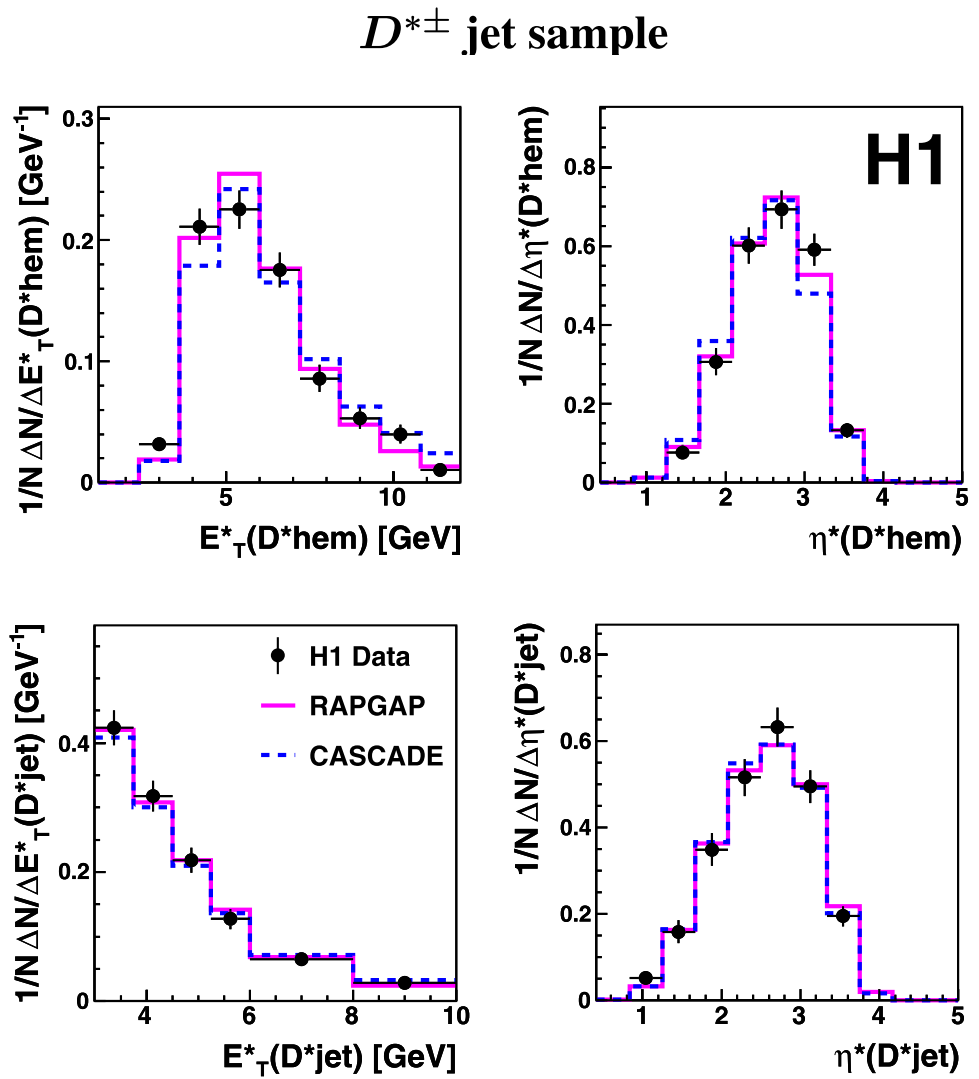 D*± jet sample
1/N ΔN/ΔE*T(D*hem) [GeV-1]
0.3
0.2
0.1
0
5
10
E*T(D*hem) [GeV]
1/N ΔN/Δη*(D*hem)
H1
0.8
0.6
0.4
0.2
0
1
2
3
4
5
η*(D*hem)
1/N ΔN/ΔE*T(D*jet) [GeV-1]
H1 Data
RAPGAP
CASCADE
0.4
0.2
0
4
6
8
10
E*T(D*jet) [GeV]
1/N ΔN/Δη*(D*jet)
0.8
0.6
0.4
0.2
0
1
2
3
4
5
η*(D*jet)